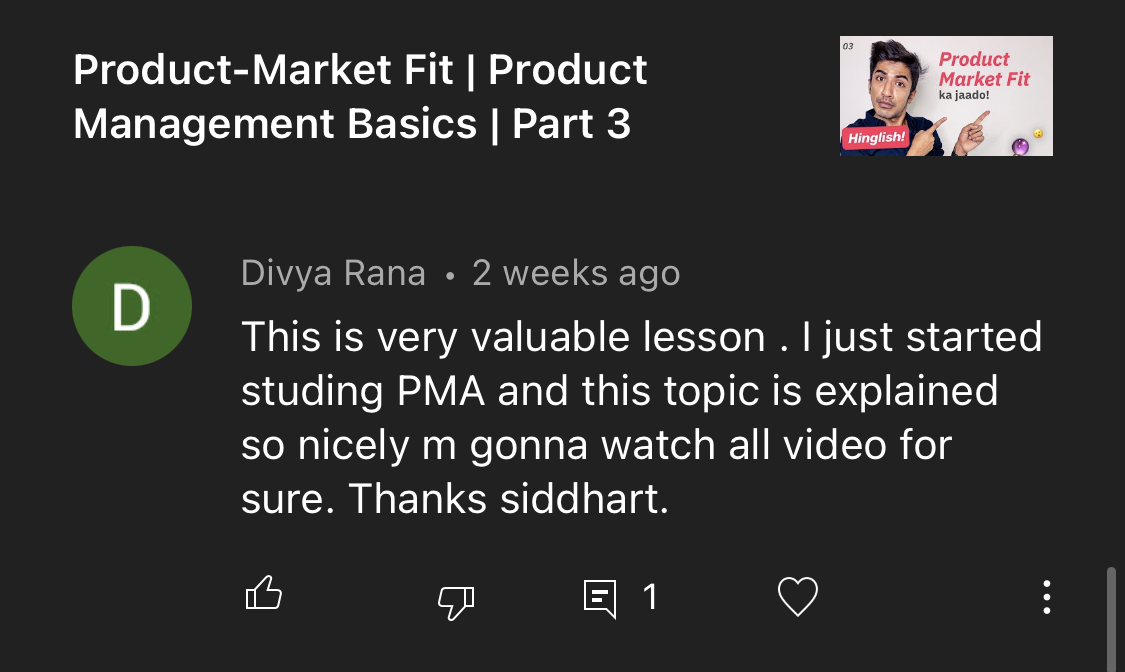 Product-Market Fit | Product
Management Basics | Part 3
03
Product
Market Fit
ka jaado!
Hinglish!
D
Divya Rana • 2 weeks ago
This is very valuable lesson . I just started
studing PMA and this topic is explained
so nicely m gonna watch all video for
sure. Thanks siddhart.
1